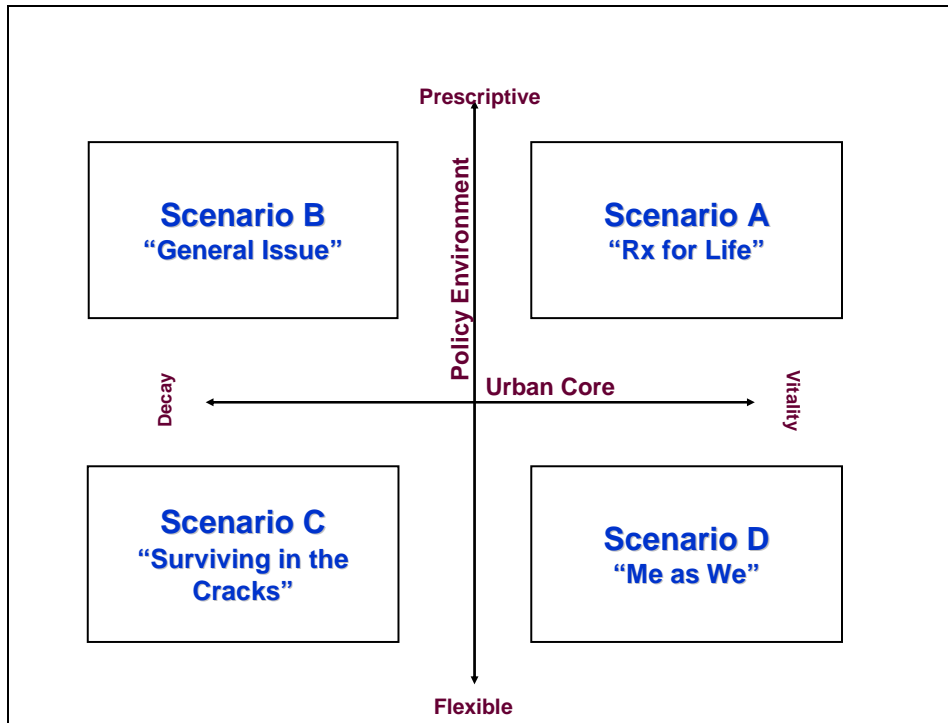 Prescriptive
Policy Environment
Scenario B
“General Issue”
Scenario A
“Rx for Life”
Decay
Urban Core
Vitality
Scenario C
“Surviving in the
Cracks”
Scenario D
“Me as We”
Flexible